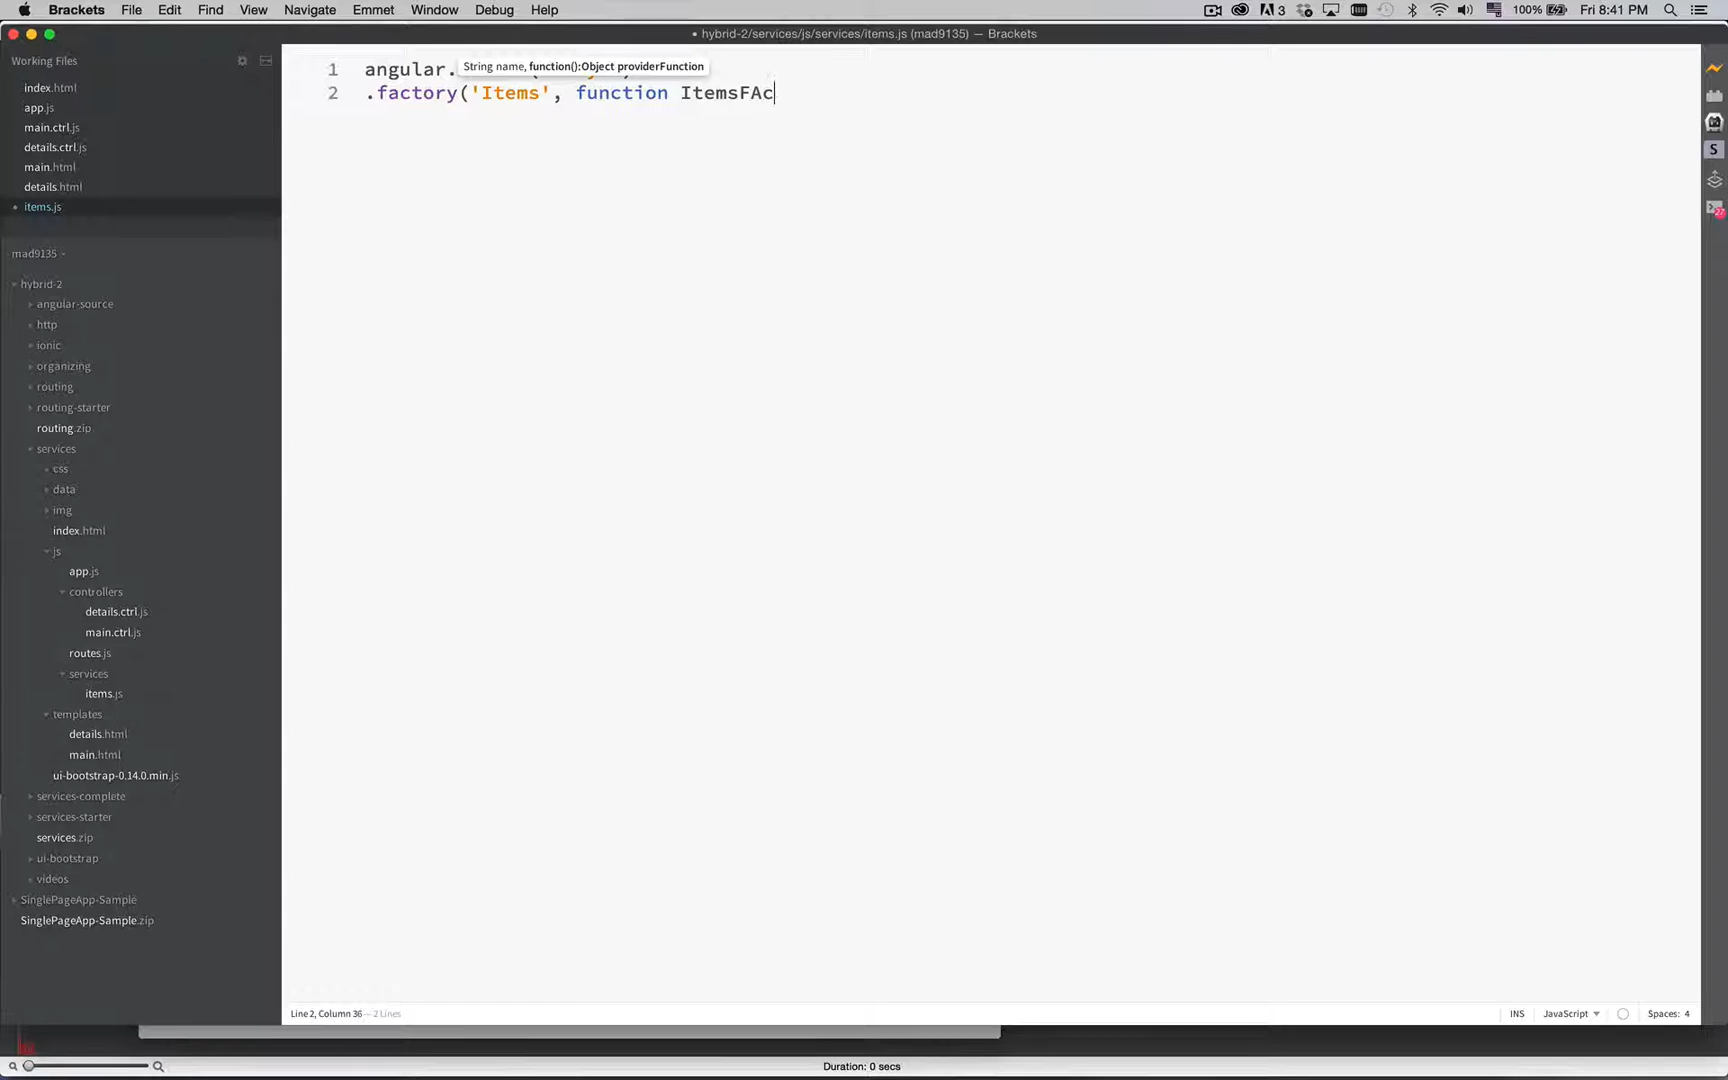 Brackets File Edit Find View Navigate Emmet Window Debug Help
3 100% Fri 8:41 PM
• hybrid-2/services/js/services/items.js (mad9135) — Brackets
Working Files
index.html
app.js
main.ctrl.js
details.ctrl.js
main.html
details.html
items.js
mad9135
hybrid-2
angular-source
http
ionic
organizing
routing
routing-starter
routing.zip
services
css
data
img
index.html
js
app.js
controllers
details.ctrl.js
main.ctrl.js
routes.js
services
items.js
templates
details.html
main.html
ui-bootstrap-0.14.0.min.js
services-complete
services-starter
services.zip
ui-bootstrap
videos
SinglePageApp-Sample
SinglePageApp-Sample.zip
String name, function():Object providerFunction
1 angular.
2 .factory('Items', function ItemsFAc
S
27
Line 2, Column 36 — 2 Lines
INS JavaScript Spaces: 4
Duration: 0 secs